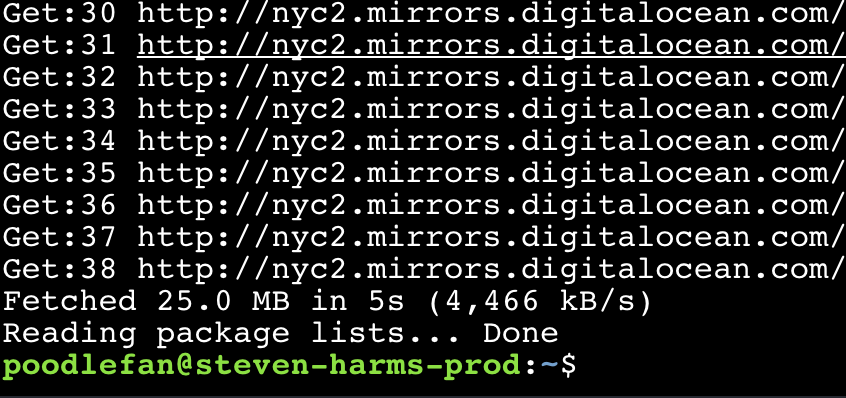 Get:30 http://nyc2.mirrors.digitalocean.com/
Get:31 http://nyc2.mirrors.digitalocean.com/
Get:32 http://nyc2.mirrors.digitalocean.com/
Get:33 http://nyc2.mirrors.digitalocean.com/
Get:34 http://nyc2.mirrors.digitalocean.com/
Get:35 http://nyc2.mirrors.digitalocean.com/
Get:36 http://nyc2.mirrors.digitalocean.com/
Get:37 http://nyc2.mirrors.digitalocean.com/
Get:38 http://nyc2.mirrors.digitalocean.com/
Fetched 25.0 MB in 5s (4,466 kB/s)
Reading package lists... Done
poodlefan@steven-harms-prod:~$